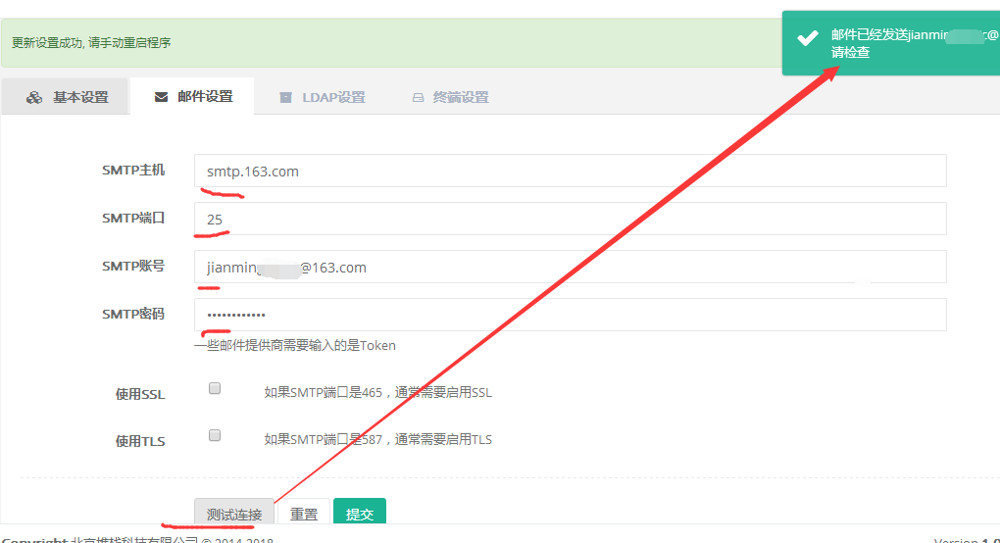 更新设置成功, 请手动重启程序
邮件已经发送jianmin
请检查
基本设置 邮件设置 LDAP设置 终端设置
SMTP主机 smtp.163.com
SMTP端口 25
SMTP账号 jianming @163.com
SMTP密码 ••••••••••••
一些邮件提供商需要输入的是Token
使用SSL 如果SMTP端口是465，通常需要启用SSL
使用TLS 如果SMTP端口是587，通常需要启用TLS
测试连接 重置 提交
Copyright 北京堆栈科技有限公司 © 2014-2018
Version